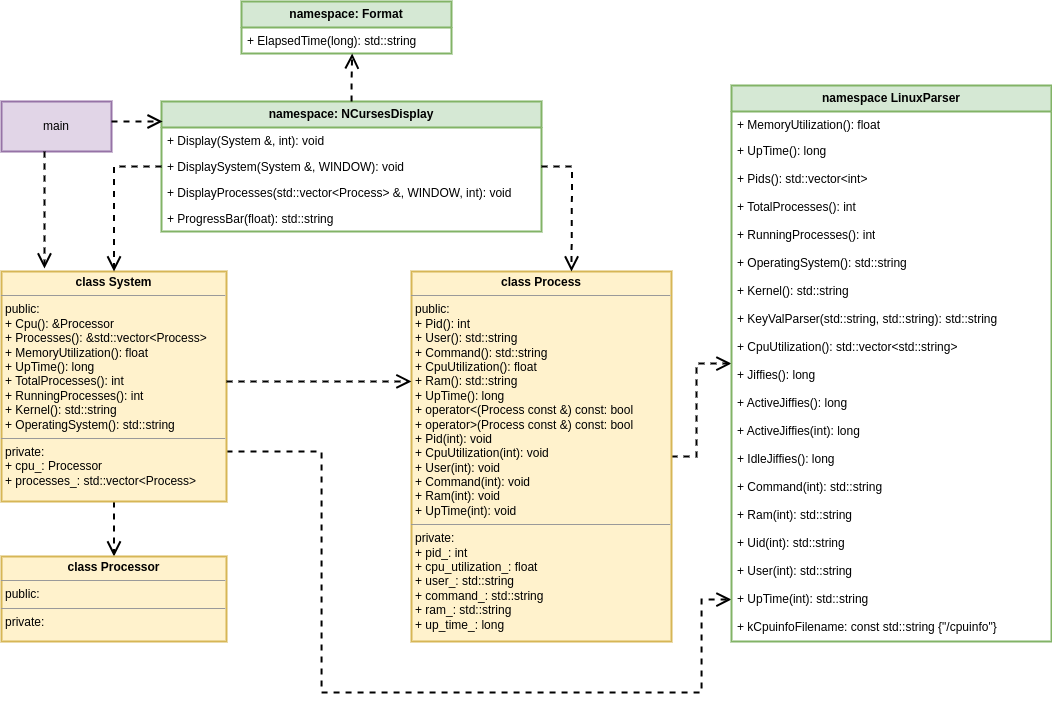 namespace: Format
+ ElapsedTime(long): std::string
main
namespace: NCursesDisplay
+ Display(System &, int): void
+ DisplaySystem(System &, WINDOW): void
+ DisplayProcesses(std::vector<Process> &, WINDOW, int): void
+ ProgressBar(float): std::string
class System
public:
+ Cpu(): &Processor
+ Processes(): &std::vector<Process>
+ MemoryUtilization(): float
+ UpTime(): long
+ TotalProcesses(): int
+ RunningProcesses(): int
+ Kernel(): std::string
+ OperatingSystem(): std::string
private:
+ cpu_: Processor
+ processes_: std::vector<Process>
class Processor
public:
private:
class Process
public:
+ Pid(): int
+ User(): std::string
+ Command(): std::string
+ CpuUtilization(): float
+ Ram(): std::string
+ UpTime(): long
+ operator<(Process const &) const: bool
+ operator>(Process const &) const: bool
+ Pid(int): void
+ CpuUtilization(int): void
+ User(int): void
+ Command(int): void
+ Ram(int): void
+ UpTime(int): void
private:
+ pid_: int
+ cpu_utilization_: float
+ user_: std::string
+ command_: std::string
+ ram_: std::string
+ up_time_: long
namespace LinuxParser
+ MemoryUtilization(): float
+ UpTime(): long
+ Pids(): std::vector<int>
+ TotalProcesses(): int
+ RunningProcesses(): int
+ OperatingSystem(): std::string
+ Kernel(): std::string
+ KeyValParser(std::string, std::string): std::string
+ CpuUtilization(): std::vector<std::string>
+ Jiffies(): long
+ ActiveJiffies(): long
+ ActiveJiffies(int): long
+ IdleJiffies(): long
+ Command(int): std::string
+ Ram(int): std::string
+ Uid(int): std::string
+ User(int): std::string
+ UpTime(int): std::string
+ kCpuinfoFilename: const std::string {"/cpuinfo"}